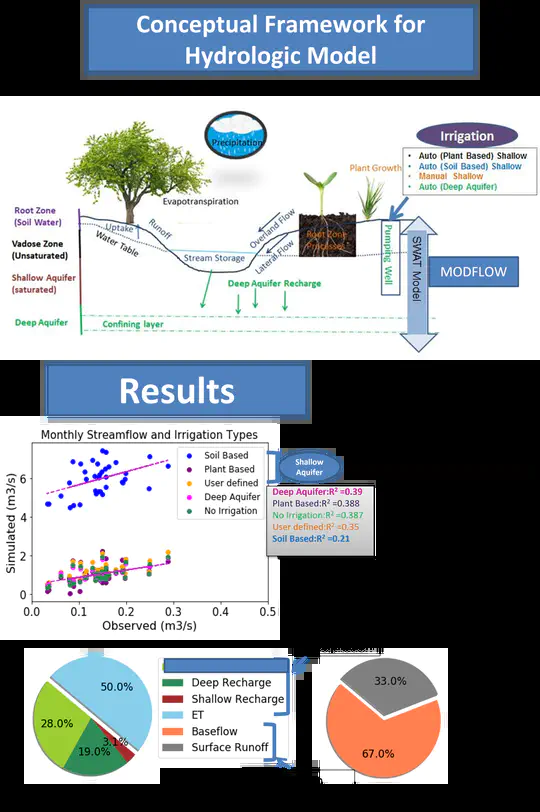 Conceptual Framework for
Hydrologic Model
Precipitation
Irrigation
• Auto (Plant Based) Shallow
• Auto (Soil Based) Shallow
• Manual Shallow
• Auto (Deep Aquifer)
Plant Growth
Evapotranspiration
Root Zone
(Soil Water)
Uptake
Runoff
Overland Flow
Root Zone
Processes
Vadose Zone
(Unsaturated)
Water Table
Stream Storage
Lateral Flow
Pumping Well
SWAT Model
MODFLOW
Shallow Aquifer
(saturated)
Deep Aquifer Recharge
Deep Aquifer
Confining layer
Results
Monthly Streamflow and Irrigation Types
Simulated (m3/s)
6
4
2
0
0.0
0.1
0.2
0.3
0.4
0.5
Observed (m3/s)
Soil Based
Plant Based
User defined
Deep Aquifer
No Irrigation
Shallow
Aquifer
Deep Aquifer:R² =0.39
Plant Based:R² =0.388
No Irrigation:R² =0.387
User defined:R² =0.35
Soil Based:R² =0.21
50.0%
28.0%
19.0%
3.1%
Deep Recharge
Shallow Recharge
ET
Baseflow
Surface Runoff
33.0%
67.0%